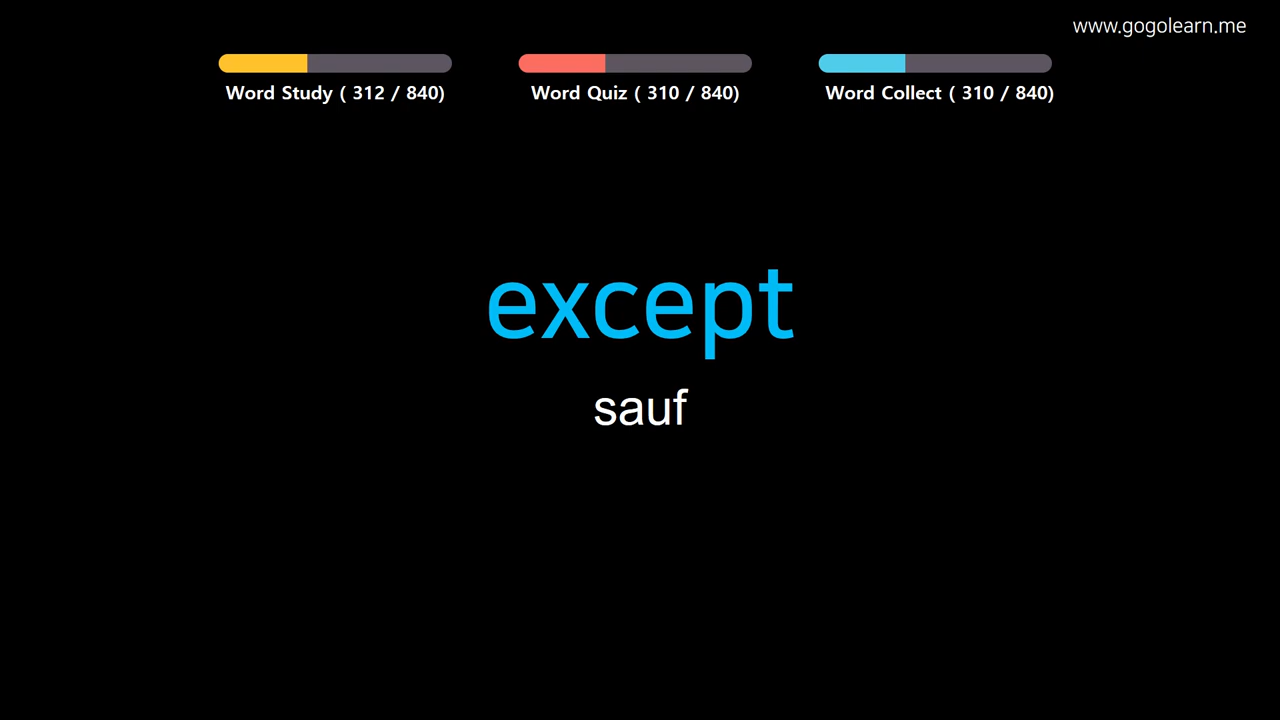 www.gogolearn.me
Word Study ( 312 / 840)
Word Quiz ( 310 / 840)
Word Collect ( 310 / 840)
except
sauf